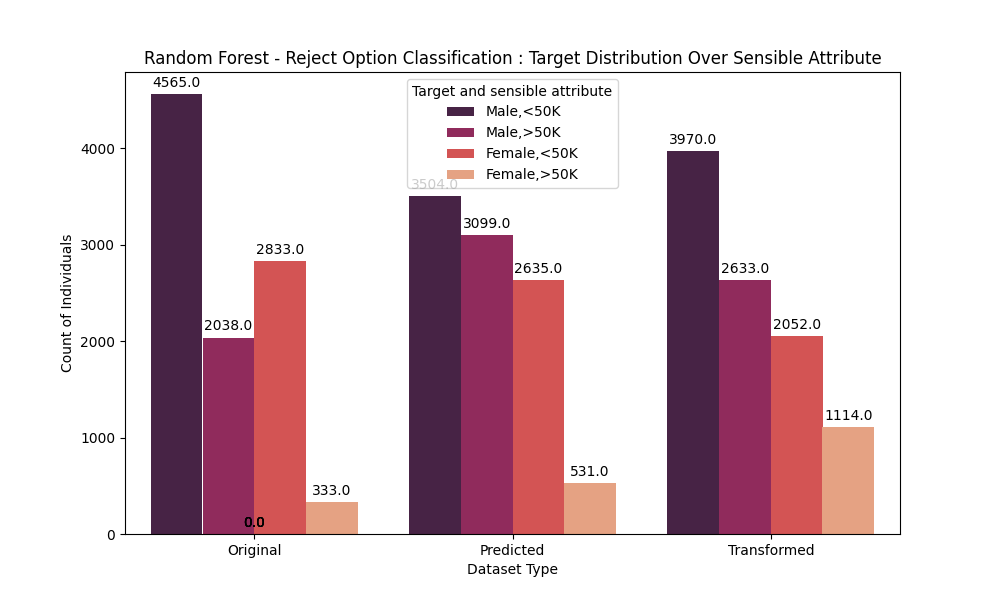 Random Forest - Reject Option Classification : Target Distribution Over Sensible Attribute
Target and sensible attribute
Male,<50K
Male,>50K
Female,<50K
Female,>50K
4565.0
2038.0
2833.0
333.0
0.0
3504.0
3099.0
2635.0
531.0
3970.0
2633.0
2052.0
1114.0
Count of Individuals
4000
3000
2000
1000
0
Original
Predicted
Transformed
Dataset Type